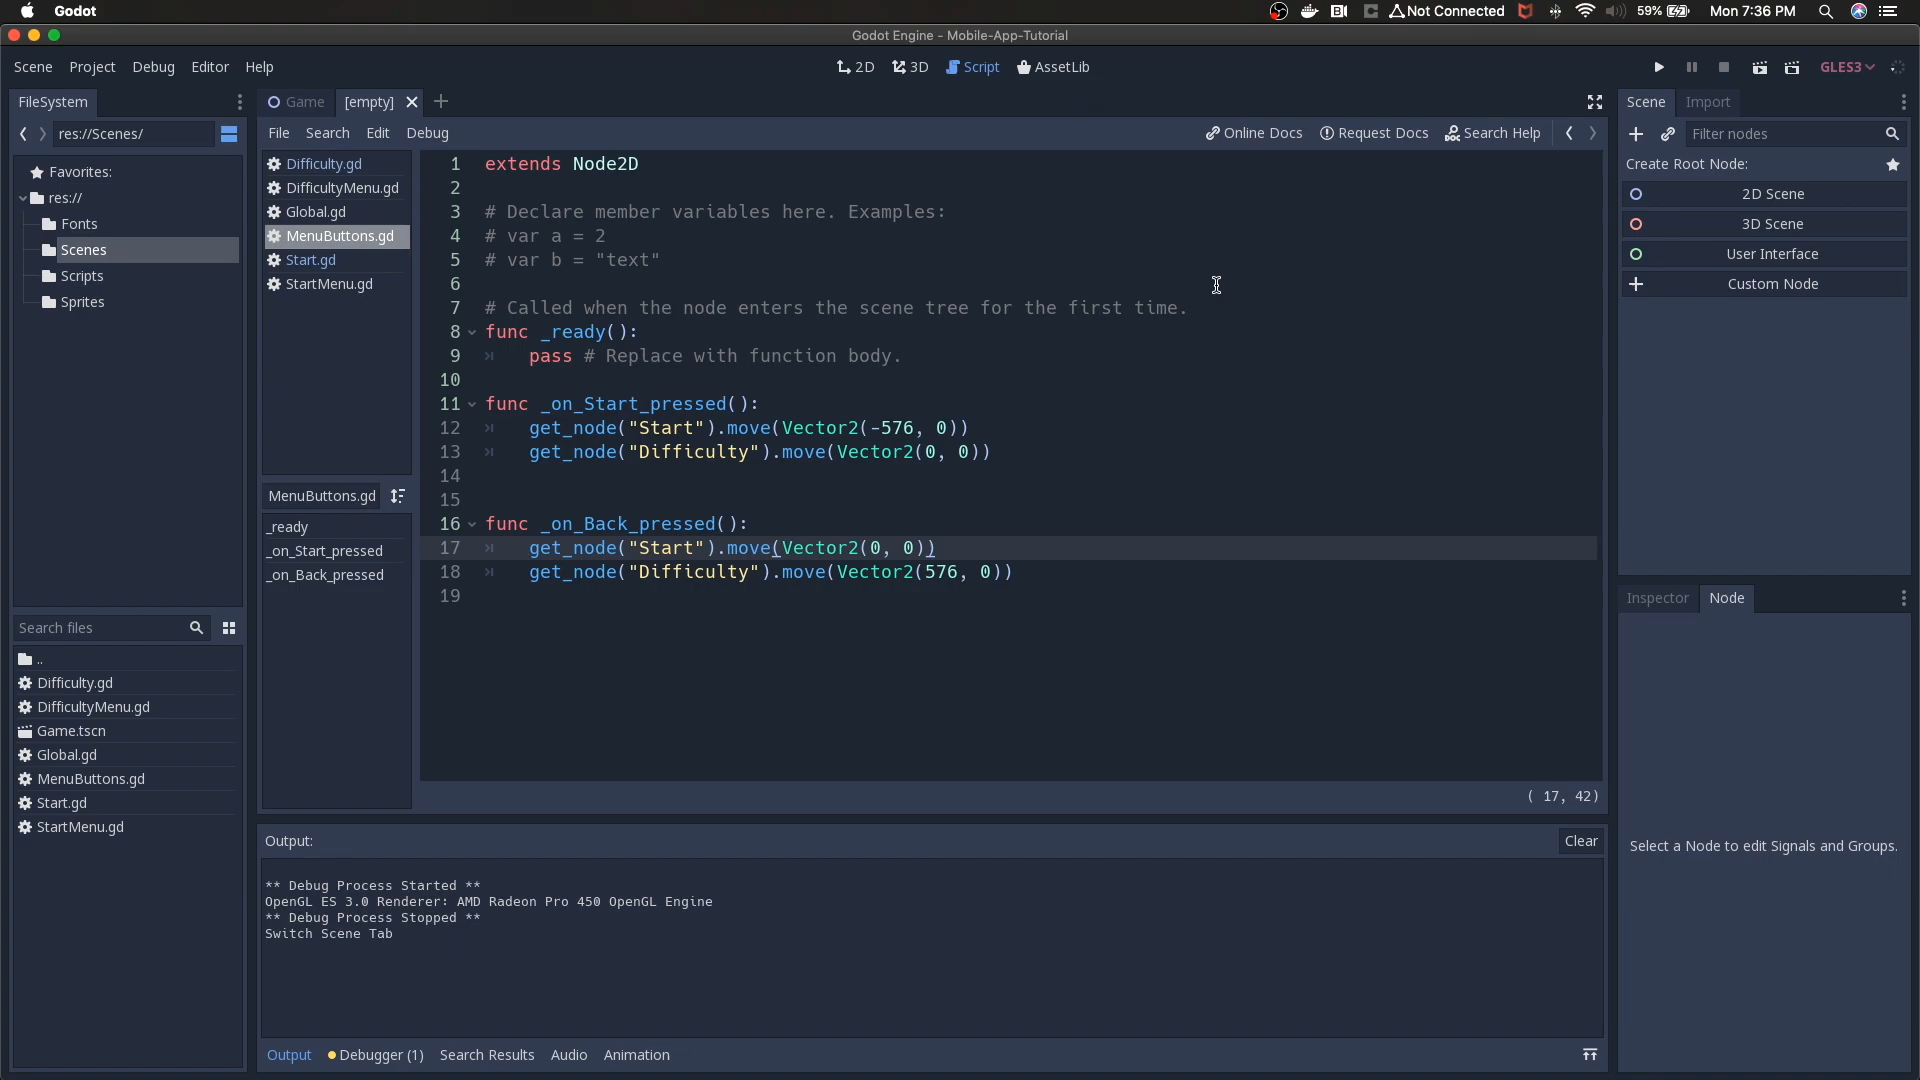 Godot
Not Connected
59%
Mon 7:36 PM
Godot Engine - Mobile-App-Tutorial
Scene Project Debug Editor Help
2D 3D Script AssetLib
GLES3
FileSystem
res://Scenes/
Favorites:
res://
Fonts
Scenes
Scripts
Sprites
Search files
..
Difficulty.gd
DifficultyMenu.gd
Game.tscn
Global.gd
MenuButtons.gd
Start.gd
StartMenu.gd
Game [empty]
File Search Edit Debug
Online Docs Request Docs Search Help
Difficulty.gd
DifficultyMenu.gd
Global.gd
MenuButtons.gd
Start.gd
StartMenu.gd
MenuButtons.gd
_ready
_on_Start_pressed
_on_Back_pressed
1 extends Node2D
2
3 # Declare member variables here. Examples:
4 # var a = 2
5 # var b = "text"
6
7 # Called when the node enters the scene tree for the first time.
8 func _ready():
9 pass # Replace with function body.
10
11 func _on_Start_pressed():
12 get_node("Start").move(Vector2(-576, 0))
13 get_node("Difficulty").move(Vector2(0, 0))
14
15
16 func _on_Back_pressed():
17 get_node("Start").move(Vector2(0, 0))
18 get_node("Difficulty").move(Vector2(576, 0))
19
( 17, 42)
Output:
Clear
** Debug Process Started **
OpenGL ES 3.0 Renderer: AMD Radeon Pro 450 OpenGL Engine
** Debug Process Stopped **
Switch Scene Tab
Output Debugger (1) Search Results Audio Animation
Scene Import
Filter nodes
Create Root Node:
2D Scene
3D Scene
User Interface
Custom Node
Inspector Node
Select a Node to edit Signals and Groups.